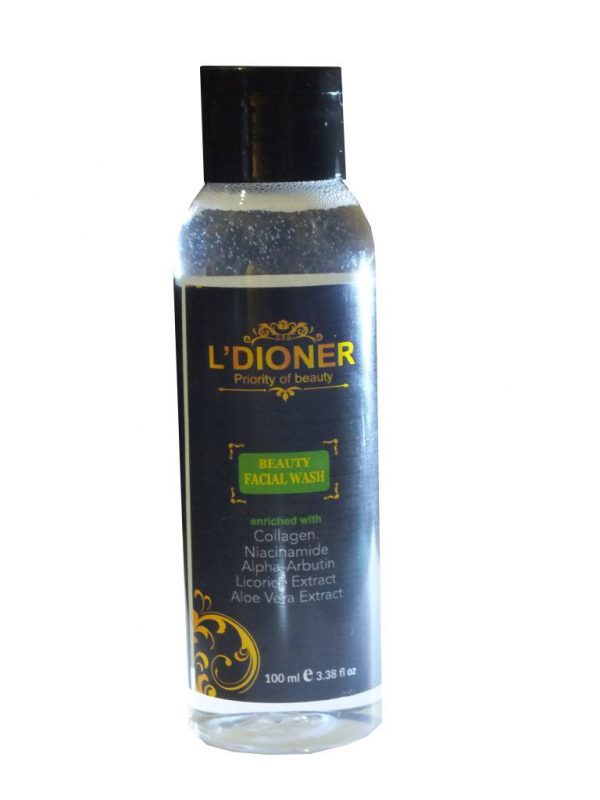 L'DIONER
Priority of beauty
BEAUTY
FACIAL WASH
enriched with
Collagen.
Niacinamide
Alpha-Arbutin
Licorice Extract
Aloe Vera Extract
100 ml e 3.38 fl oz